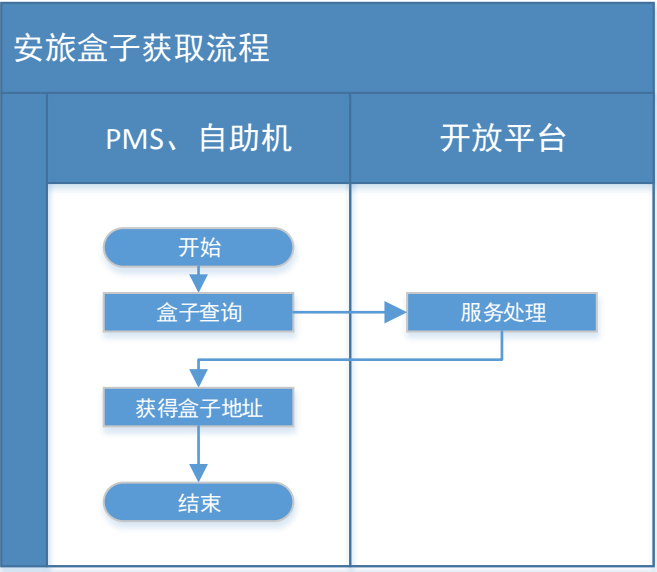 安旅盒子获取流程
PMS、自助机
开放平台
开始
盒子查询
服务处理
获得盒子地址
结束